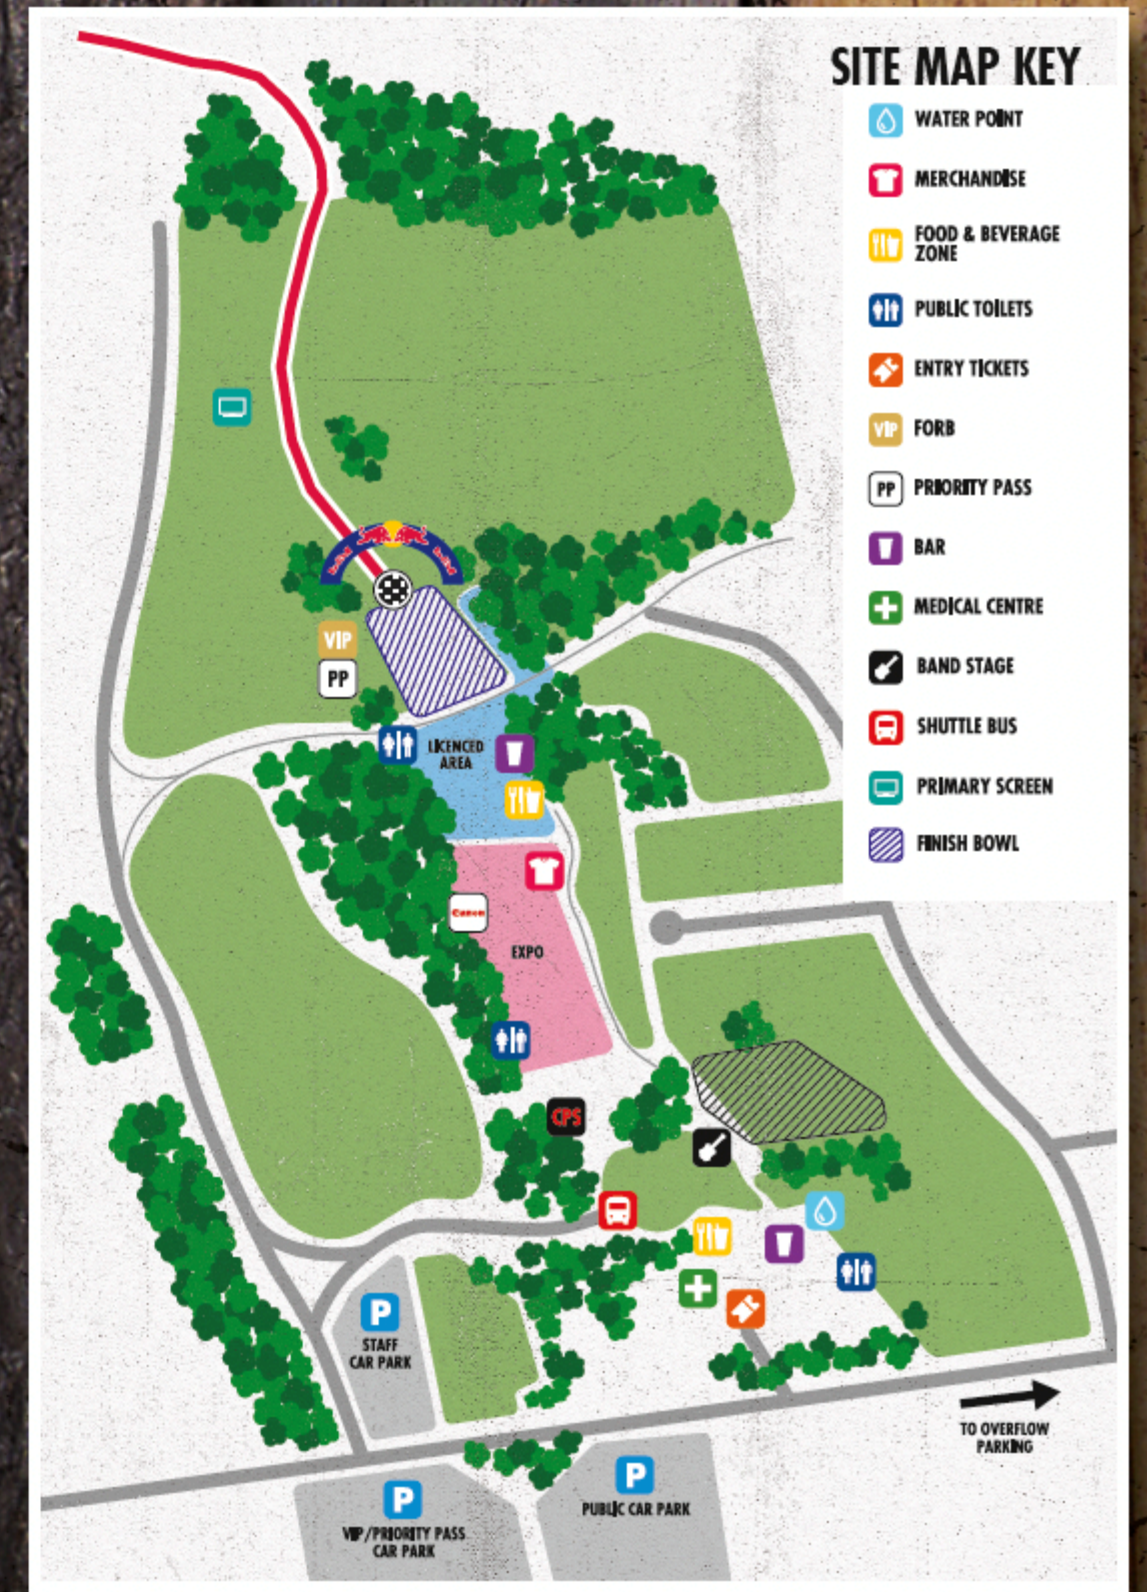 SITE MAP KEY
WATER POINT
MERCHANDISE
FOOD & BEVERAGE
ZONE
PUBLIC TOILETS
ENTRY TICKETS
VIP
FORB
PP
PRIORITY PASS
BAR
MEDICAL CENTRE
BAND STAGE
SHUTTLE BUS
PRIMARY SCREEN
FINISH BOWL
VIP
PP
LICENCED
AREA
Canon
EXPO
CPS
P
STAFF
CAR PARK
TO OVERFLOW
PARKING
P
PUBLIC CAR PARK
P
VIP/PRIORITY PASS
CAR PARK